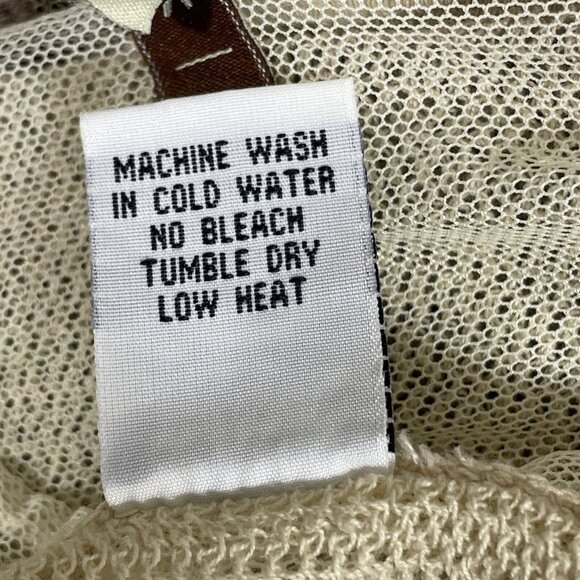 MACHINE WASH
IN COLD WATER
NO BLEACH
TUMBLE DRY
LOW HEAT